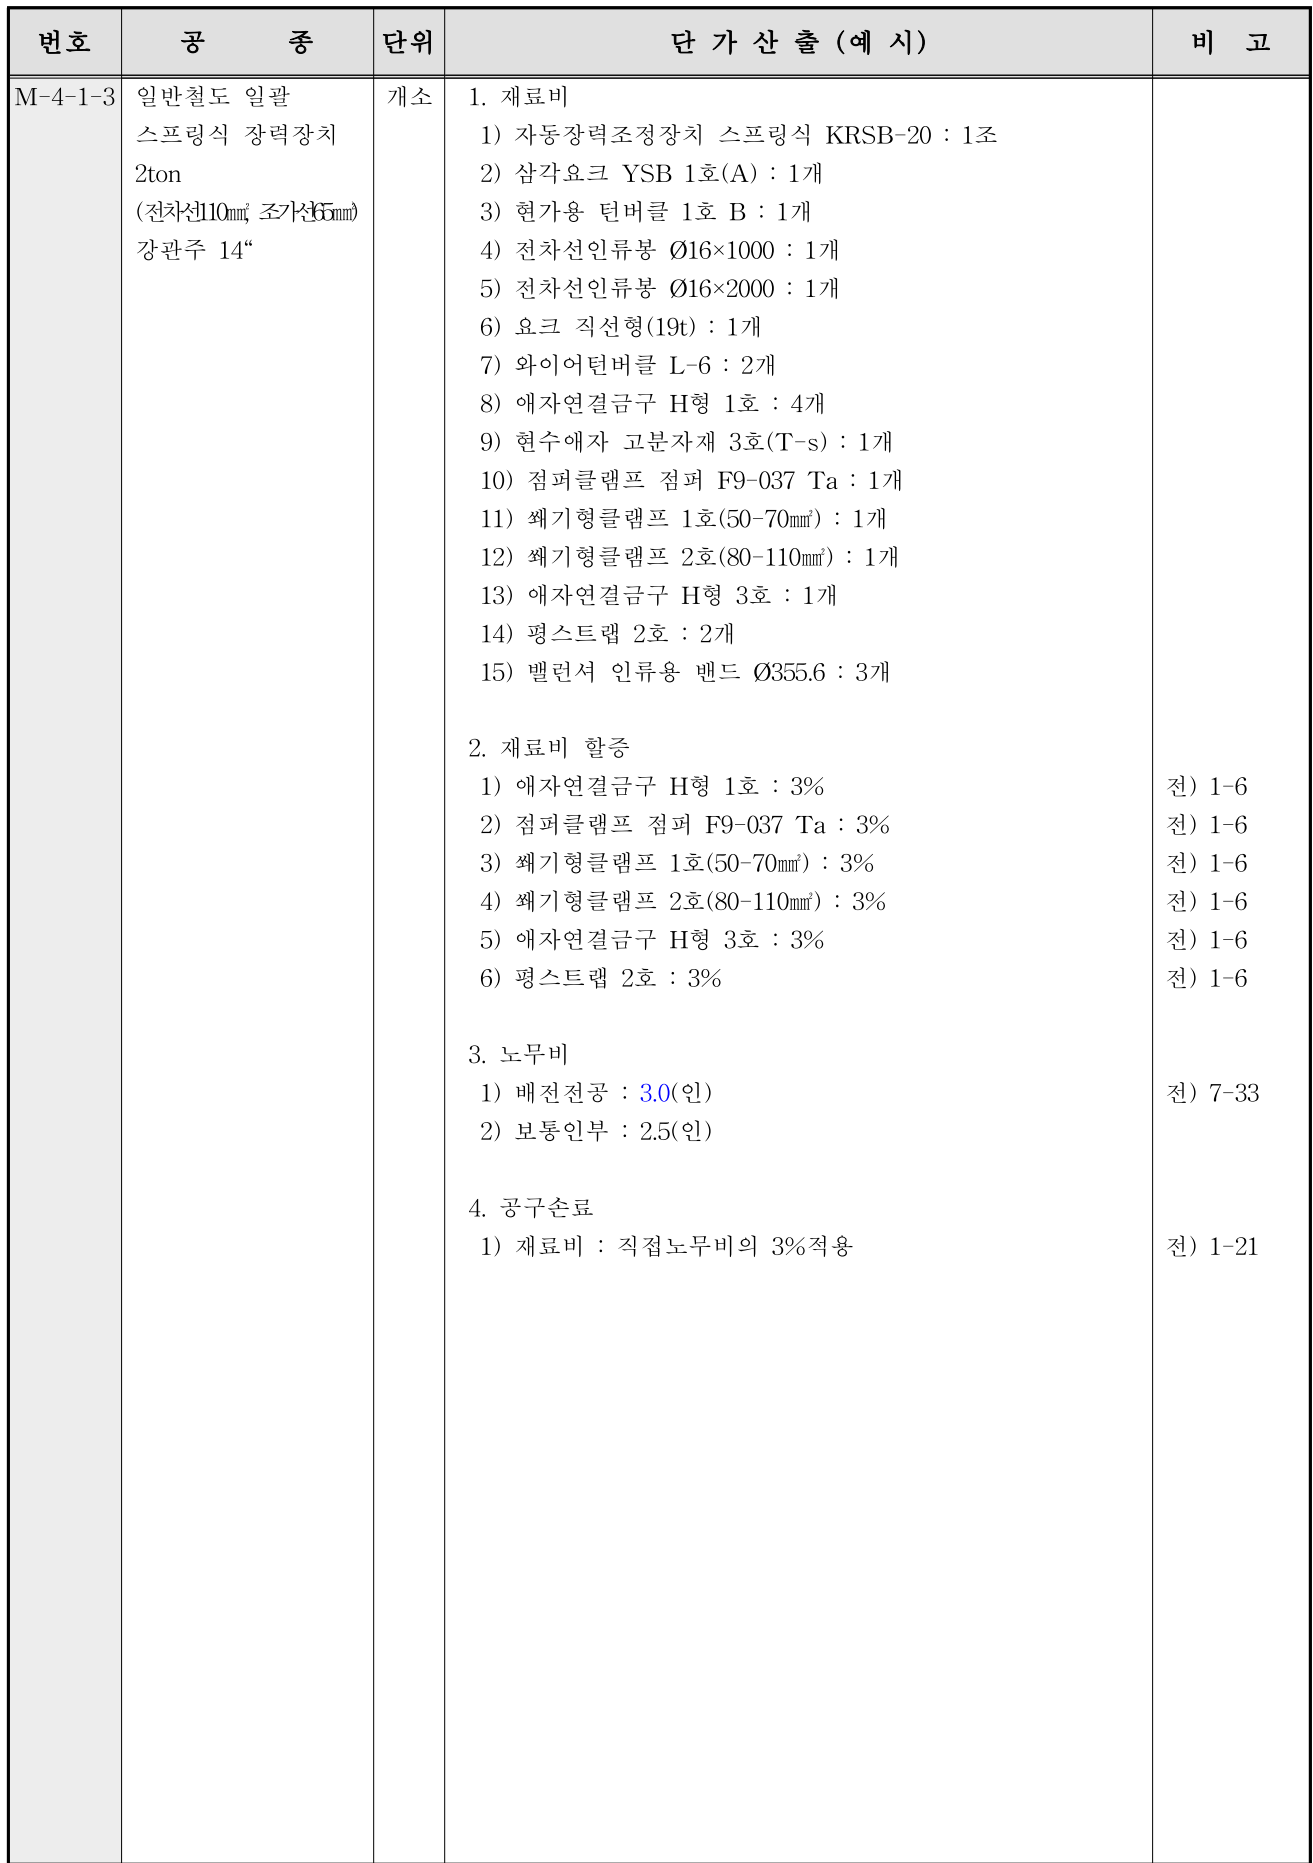 번호 공 종 단위 단 가 산 출 (예 시) 비 고
M-4-1-3 일반철도 일괄 개소 1. 재료비
스프링식 장력장치 1) 자동장력조정장치 스프링식 KRSB-20 : 1조
2ton 2) 삼각요크 YSB 1호(A) : 1개
(전차선110㎟, 조가선65㎟) 3) 현가용 턴버클 1호 B : 1개
강관주 14“ 4) 전차선인류봉 Ø16×1000 : 1개
5) 전차선인류봉 Ø16×2000 : 1개
6) 요크 직선형(19t) : 1개
7) 와이어턴버클 L-6 : 2개
8) 애자연결금구 H형 1호 : 4개
9) 현수애자 고분자재 3호(T-s) : 1개
10) 점퍼클램프 점퍼 F9-037 Ta : 1개
11) 쐐기형클램프 1호(50-70㎟) : 1개
12) 쐐기형클램프 2호(80-110㎟) : 1개
13) 애자연결금구 H형 3호 : 1개
14) 평스트랩 2호 : 2개
15) 밸런셔 인류용 밴드 Ø355.6 : 3개
2. 재료비 할증
1) 애자연결금구 H형 1호 : 3% 전) 1-6
2) 점퍼클램프 점퍼 F9-037 Ta : 3% 전) 1-6
3) 쐐기형클램프 1호(50-70㎟) : 3% 전) 1-6
4) 쐐기형클램프 2호(80-110㎟) : 3% 전) 1-6
5) 애자연결금구 H형 3호 : 3% 전) 1-6
6) 평스트랩 2호 : 3% 전) 1-6
3. 노무비
1) 배전전공 : 3.0(인) 전) 7-33
2) 보통인부 : 2.5(인)
4. 공구손료
1) 재료비 : 직접노무비의 3%적용 전) 1-21